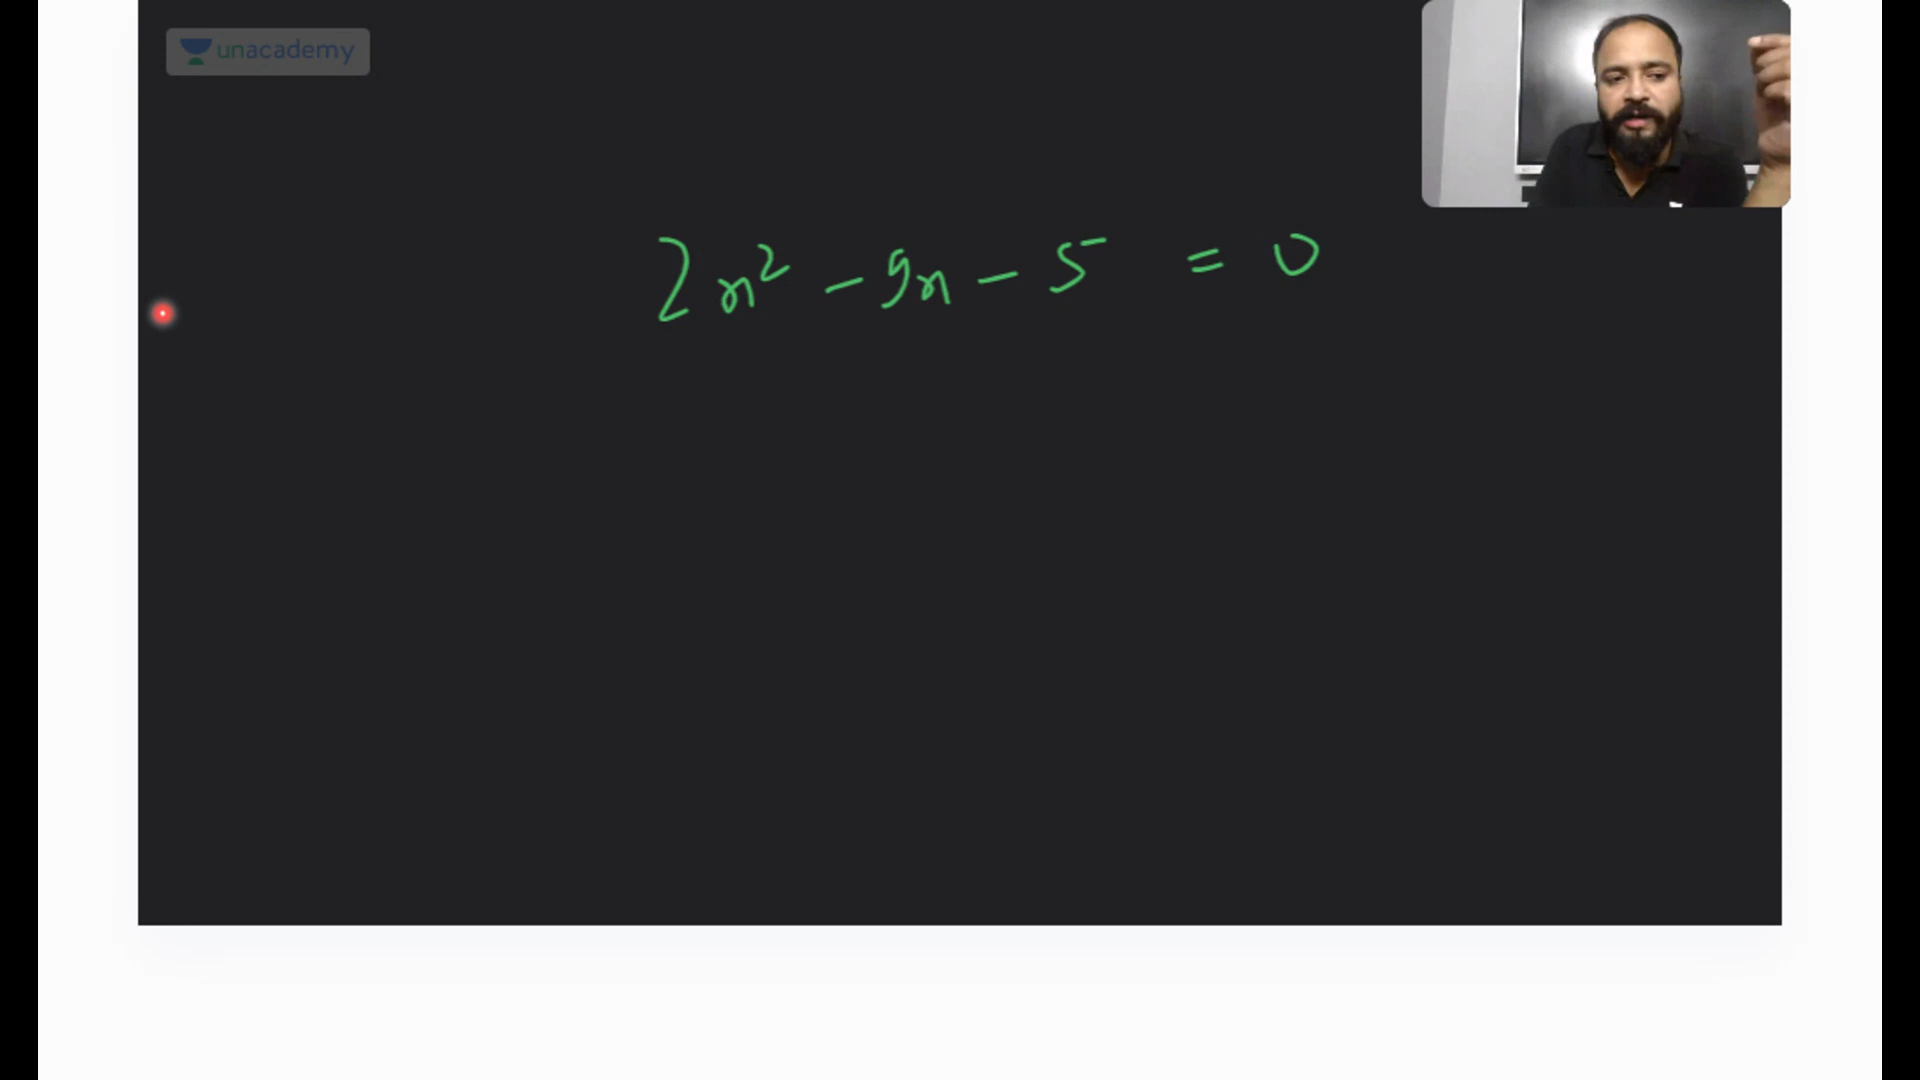 unacademy
2x² - 9x - 5 = 0